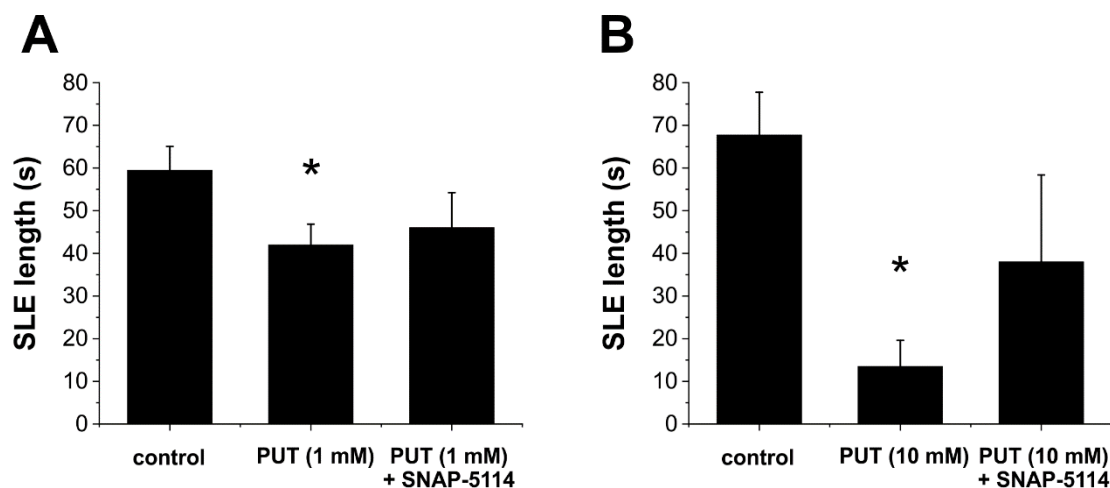 A
80
70
60
50
40
30
20
10
0
SLE length (s)
*
control
PUT (1 mM)
PUT (1 mM)
+ SNAP-5114
B
80
70
60
50
40
30
20
10
0
SLE length (s)
*
control
PUT (10 mM)
PUT (10 mM)
+ SNAP-5114